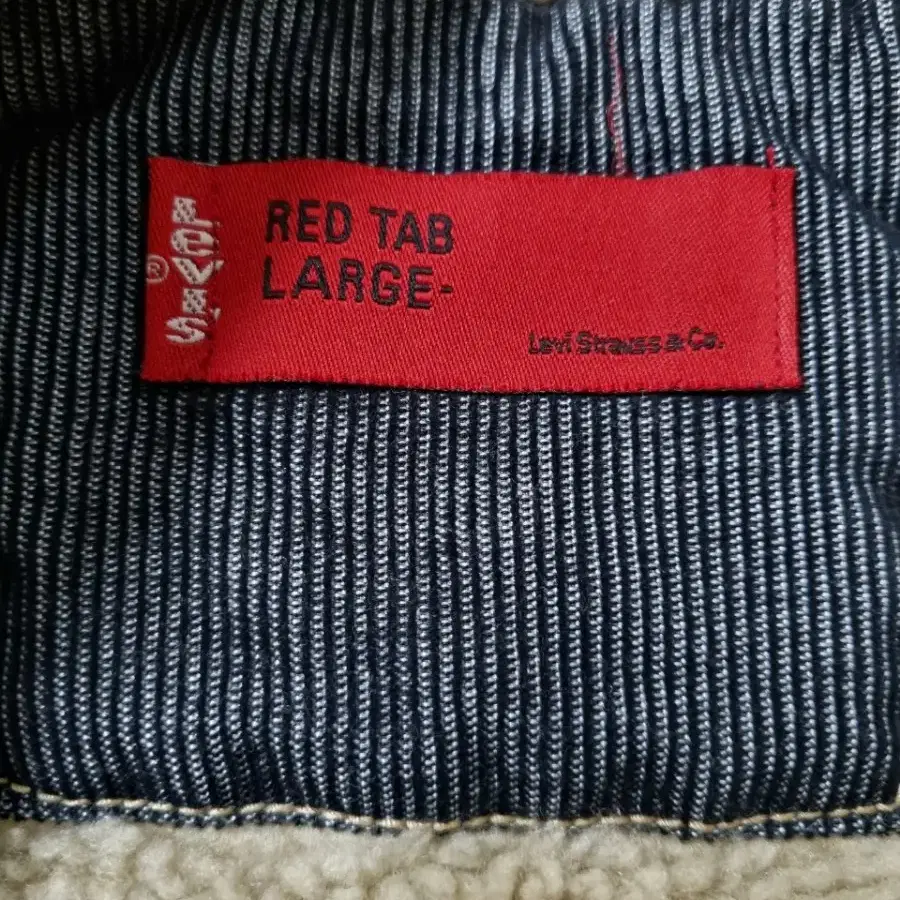 LEVI'S
®
RED TAB
LARGE-
Levi Strauss & Co.